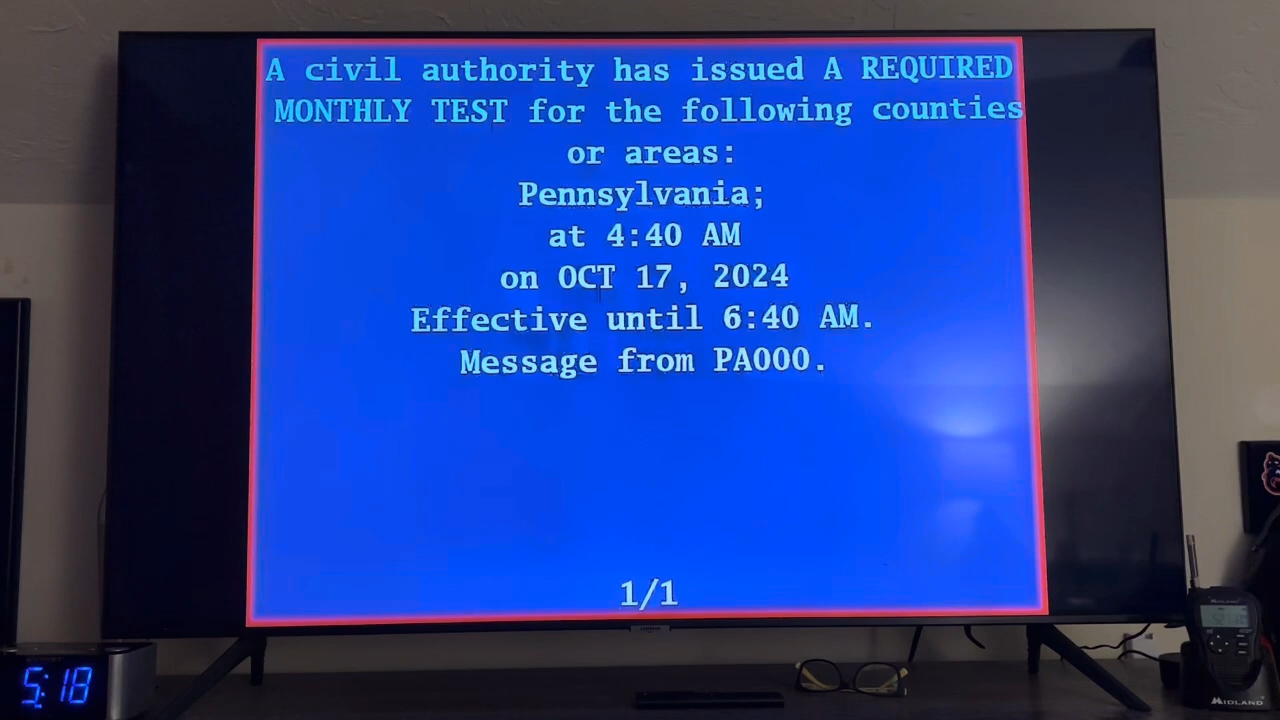 A civil authority has issued A REQUIRED
MONTHLY TEST for the following counties
or areas:
Pennsylvania;
at 4:40 AM
on OCT 17, 2024
Effective until 6:40 AM.
Message from PA000.
1/1
5:18
MIDLAND
MIDLAND